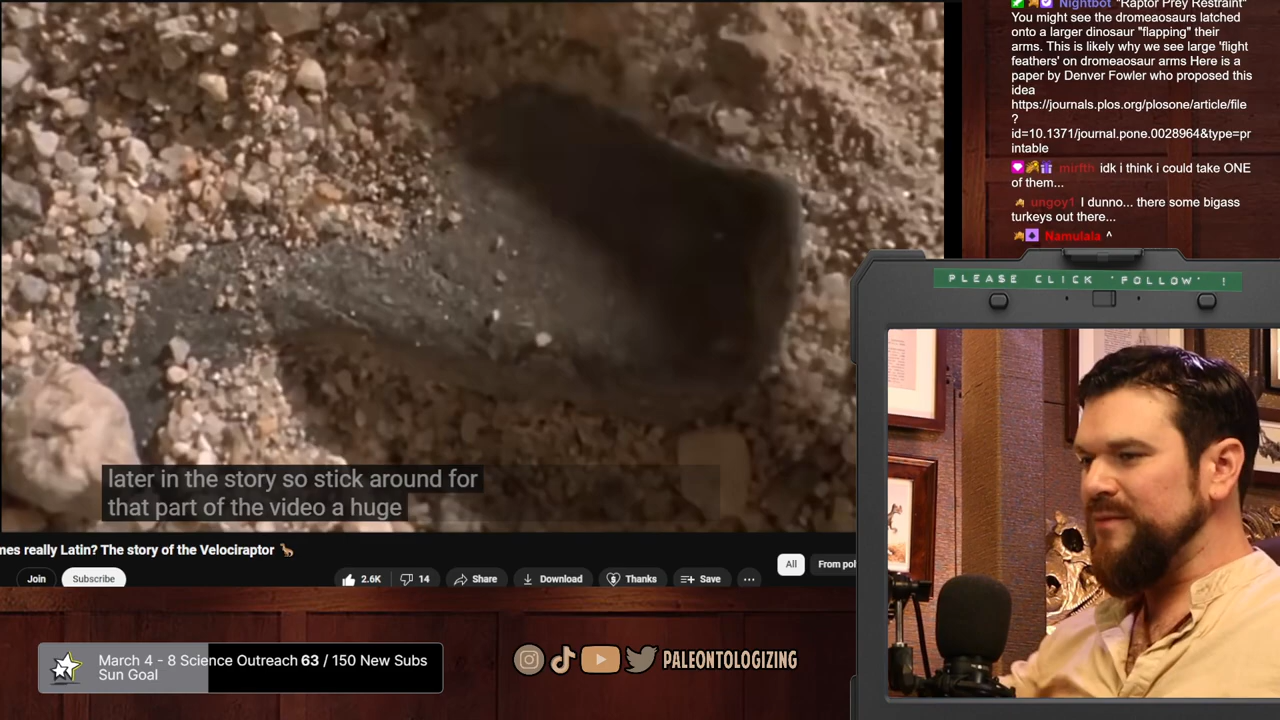 Nightbot "Raptor Prey Restraint"
You might see the dromeaosaurs latched
onto a larger dinosaur "flapping" their
arms. This is likely why we see large 'flight
feathers' on dromeaosaur arms Here is a
paper by Denver Fowler who proposed this
idea
https://journals.plos.org/plosone/article/file
?
id=10.1371/journal.pone.0028964&type=pr
intable
mirfth idk i think i could take ONE
of them...
ungoy1 I dunno... there some bigass
turkeys out there...
Namulala ^
PLEASE CLICK 'FOLLOW' !
later in the story so stick around for
that part of the video a huge
mes really Latin? The story of the Velociraptor
Join
Subscribe
2.6K
14
Share
Download
Thanks
Save
...
All
From
March 4 - 8 Science Outreach 63 / 150 New Subs
Sun Goal
PALEONTOLOGIZING